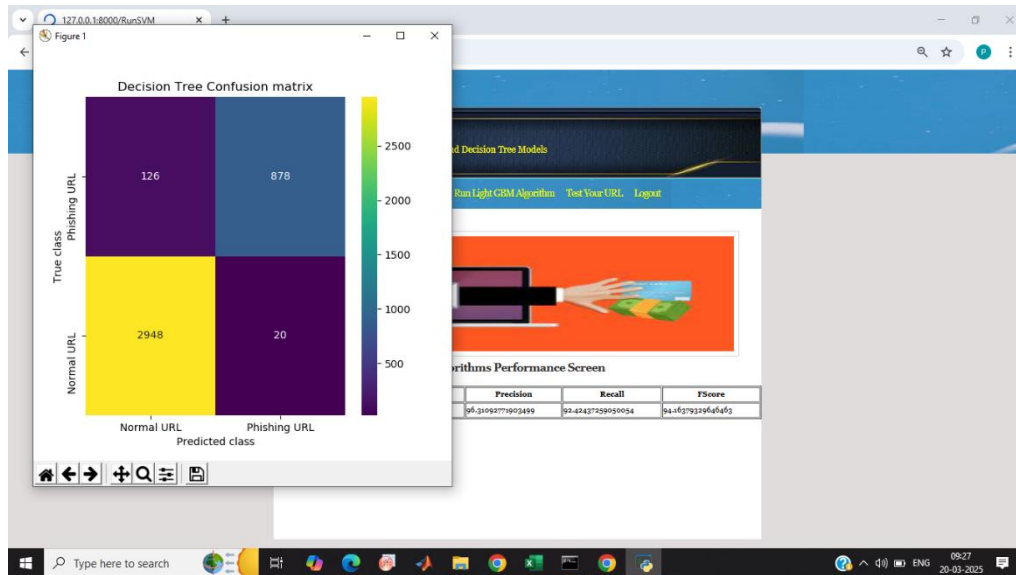 127.0.0.1:8000/RunSVM
Figure 1
P
Decision Tree Confusion matrix
nd Decision Tree Models
Run Light GBM Algorithm Test Your URL Logout
2500
2000
1500
1000
500
True class
Phishing URL
Normal URL
126 878
2948 20
Normal URL Phishing URL
Predicted class
rithms Performance Screen
Precision Recall FScore
96.31092771903499 92.42437259050054 94.16379329646463
Type here to search
ENG
09:27
20-03-2025